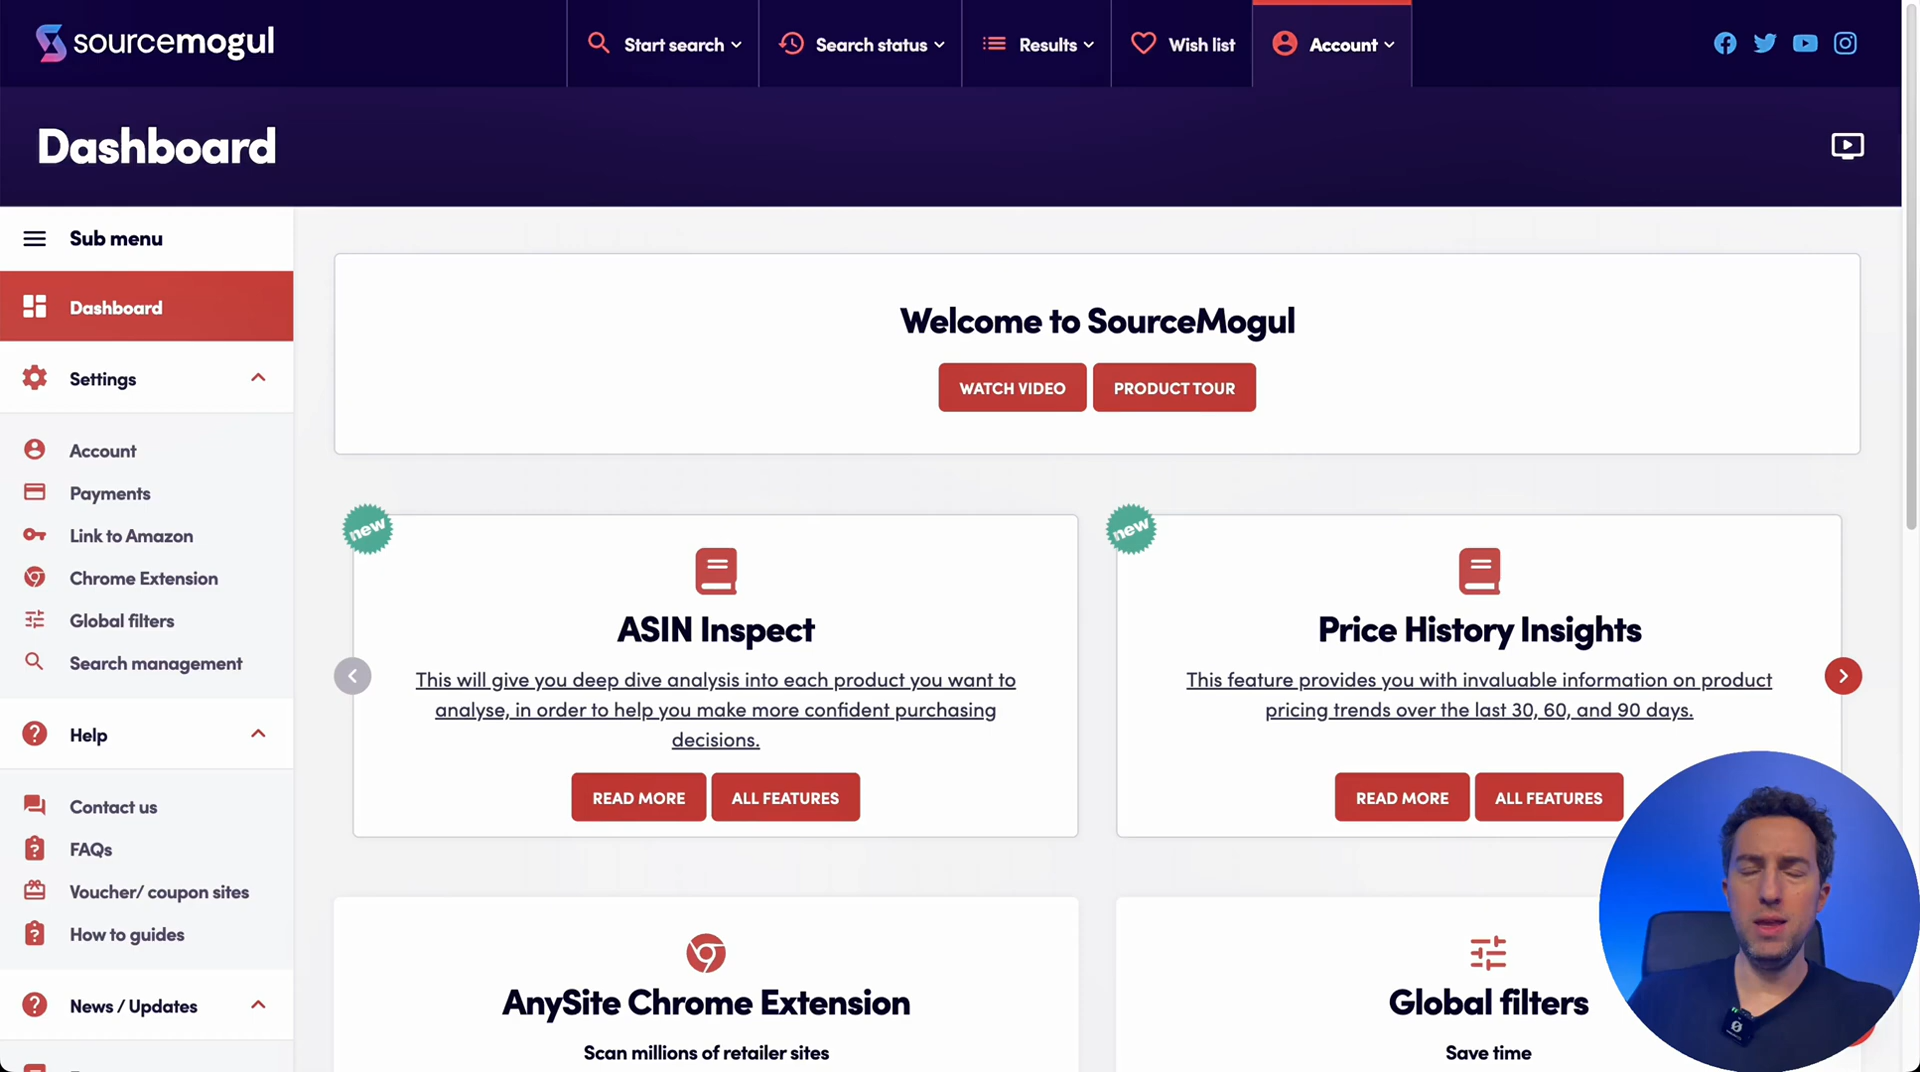 sourcemogul
Start search
Search status
Results
Wish list
Account
Dashboard
Sub menu
Dashboard
Settings
Account
Payments
Link to Amazon
Chrome Extension
Global filters
Search management
Help
Contact us
FAQs
Voucher/ coupon sites
How to guides
News / Updates
Welcome to SourceMogul
WATCH VIDEO
PRODUCT TOUR
new
ASIN Inspect
This will give you deep dive analysis into each product you want to
analyse, in order to help you make more confident purchasing
decisions.
READ MORE
ALL FEATURES
new
Price History Insights
This feature provides you with invaluable information on product
pricing trends over the last 30, 60, and 90 days.
READ MORE
ALL FEATURES
AnySite Chrome Extension
Scan millions of retailer sites
Global filters
Save time